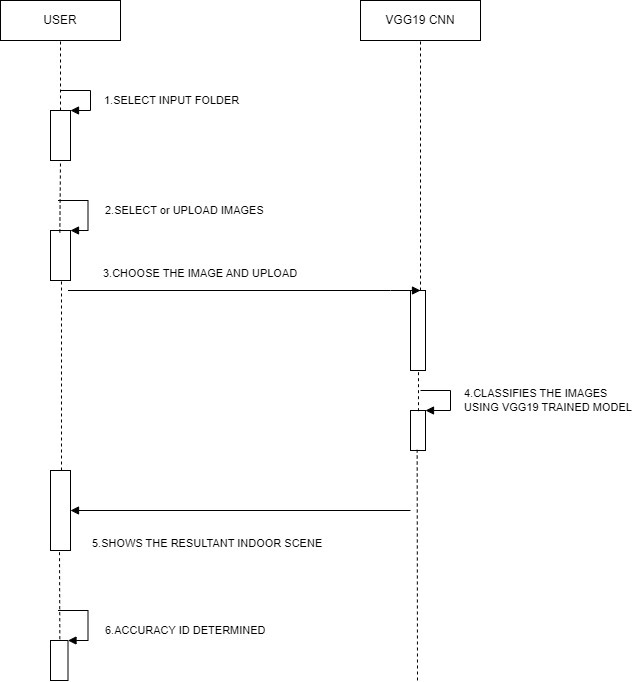 USER
VGG19 CNN
1.SELECT INPUT FOLDER
2.SELECT or UPLOAD IMAGES
3.CHOOSE THE IMAGE AND UPLOAD
4.CLASSIFIES THE IMAGES
USING VGG19 TRAINED MODEL
5.SHOWS THE RESULTANT INDOOR SCENE
6.ACCURACY ID DETERMINED